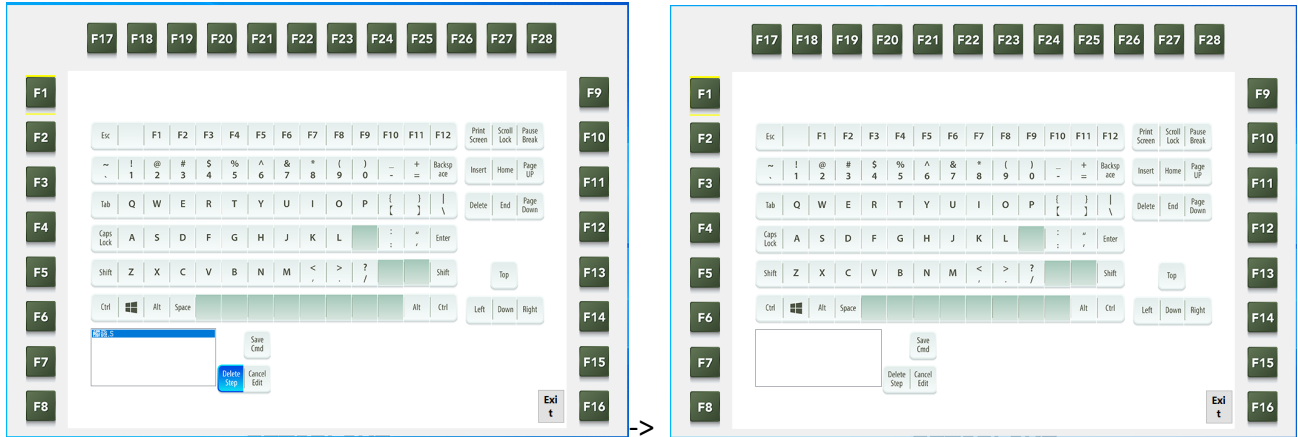 F17 F18 F19 F20 F21 F22 F23 F24 F25 F26 F27 F28
F1 F9
Esc F1 F2 F3 F4 F5 F6 F7 F8 F9 F10 F11 F12 Print Screen Scroll Lock Pause Break
F2 F10
~ ! @ # $ % ^ & * ( ) _ + Backsp
. 1 2 3 4 5 6 7 8 9 0 - = ace
Insert Home Page UP
F3 F11
Tab Q W E R T Y U I O P { } |
[ ] \
Delete End Page Down
F4 F12
Caps Lock A S D F G H J K L : “ Enter
; ,
F5 F13
Shift Z X C V B N M < > ? Shift
, . /
Top
F6 F14
Ctrl Alt Space Alt Ctrl Left Down Right
.S
Save Cmd
F7 F15
Delete Step Cancel Edit
F8 F16
Exi
t
->
F17 F18 F19 F20 F21 F22 F23 F24 F25 F26 F27 F28
F1 F9
Esc F1 F2 F3 F4 F5 F6 F7 F8 F9 F10 F11 F12 Print Screen Scroll Lock Pause Break
F2 F10
~ ! @ # $ % ^ & * ( ) _ + Backsp
. 1 2 3 4 5 6 7 8 9 0 - = ace
Insert Home Page UP
F3 F11
Tab Q W E R T Y U I O P { } |
[ ] \
Delete End Page Down
F4 F12
Caps Lock A S D F G H J K L : “ Enter
; ,
F5 F13
Shift Z X C V B N M < > ? Shift
, . /
Top
F6 F14
Ctrl Alt Space Alt Ctrl Left Down Right
Save Cmd
F7 F15
Delete Step Cancel Edit
F8 F16
Exi
t